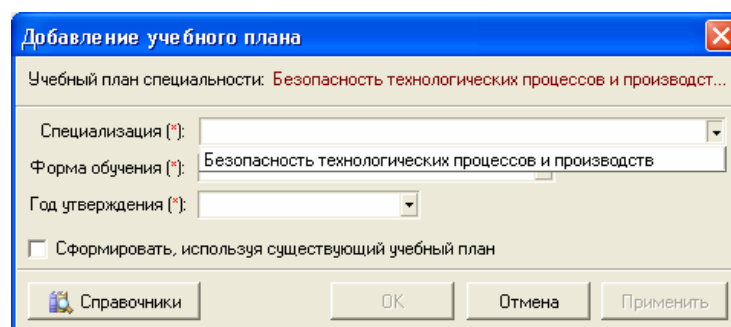 Добавление учебного плана
Учебный план специальности: Безопасность технологических процессов и производст...
Специализация (*):
Безопасность технологических процессов и производств
Форма обучения (*):
Год утверждения (*):
Сформировать, используя существующий учебный план
Справочники ОК Отмена Применить